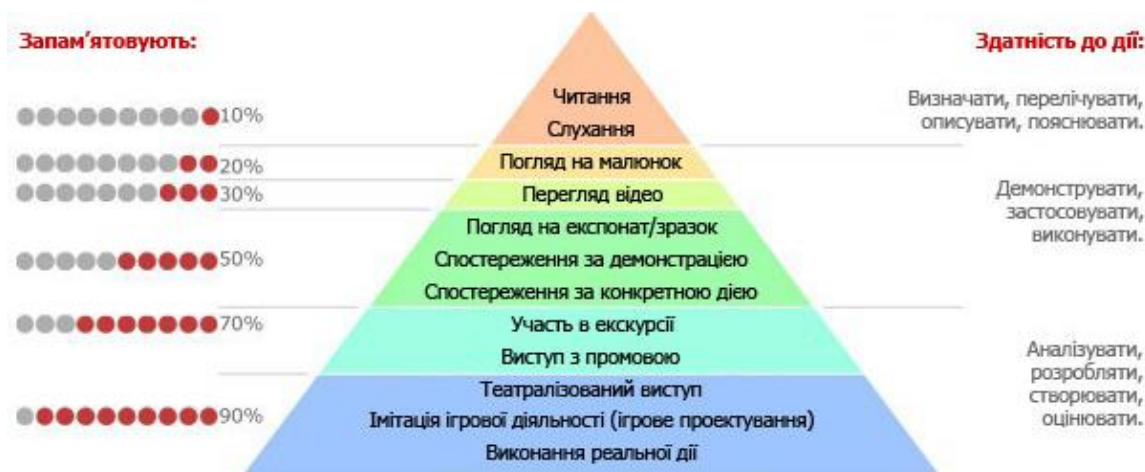 Запам’ятовують:
10%
20%
30%
50%
70%
90%
Читання
Слухання
Погляд на малюнок
Перегляд відео
Погляд на експонат/зразок
Спостереження за демонстрацією
Спостереження за конкретною дією
Участь в екскурсії
Виступ з промовою
Театралізований виступ
Імітація ігрової діяльності (ігрове проектування)
Виконання реальної дії
Здатність до дії:
Визначати, перелічувати,
описувати, пояснювати.
Демонструвати,
застосовувати,
виконувати.
Аналізувати,
розробляти,
створювати,
оцінювати.